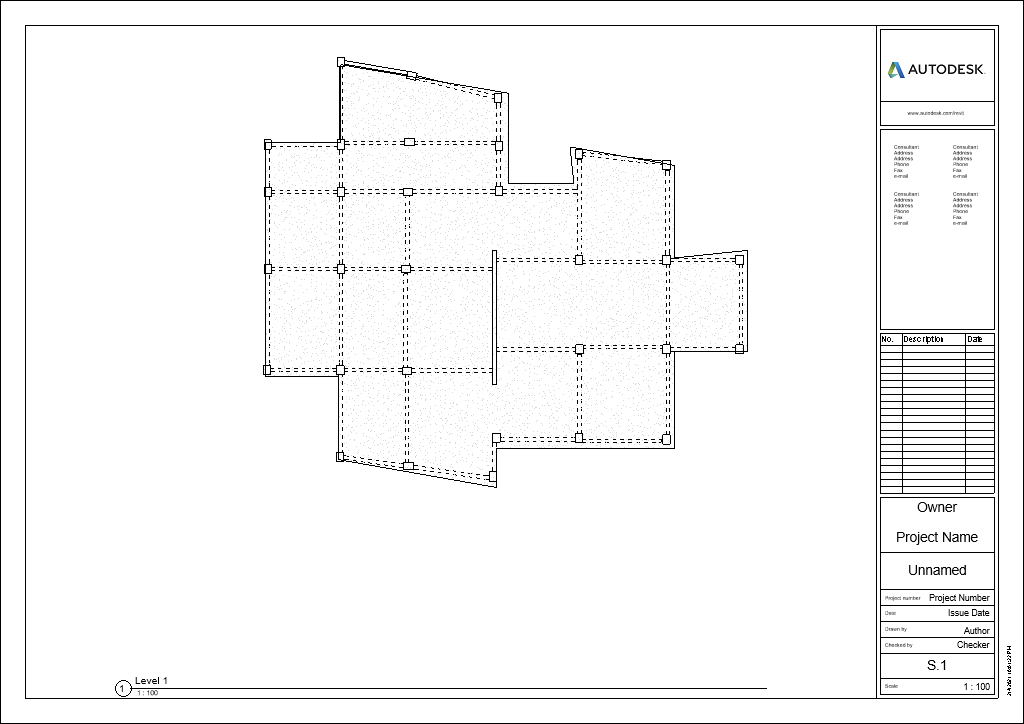 AUTODESK
www.autodesk.com/revit
Consultant
Address
Address
Phone
Fax
e-mail
Consultant
Address
Address
Phone
Fax
e-mail
Consultant
Address
Address
Phone
Fax
e-mail
Consultant
Address
Address
Phone
Fax
e-mail
No. Description Date
Owner
Project Name
Unnamed
Project number Project Number
Date Issue Date
Drawn by Author
Checked by Checker
S.1
Scale 1 : 100
1 Level 1
1 : 100